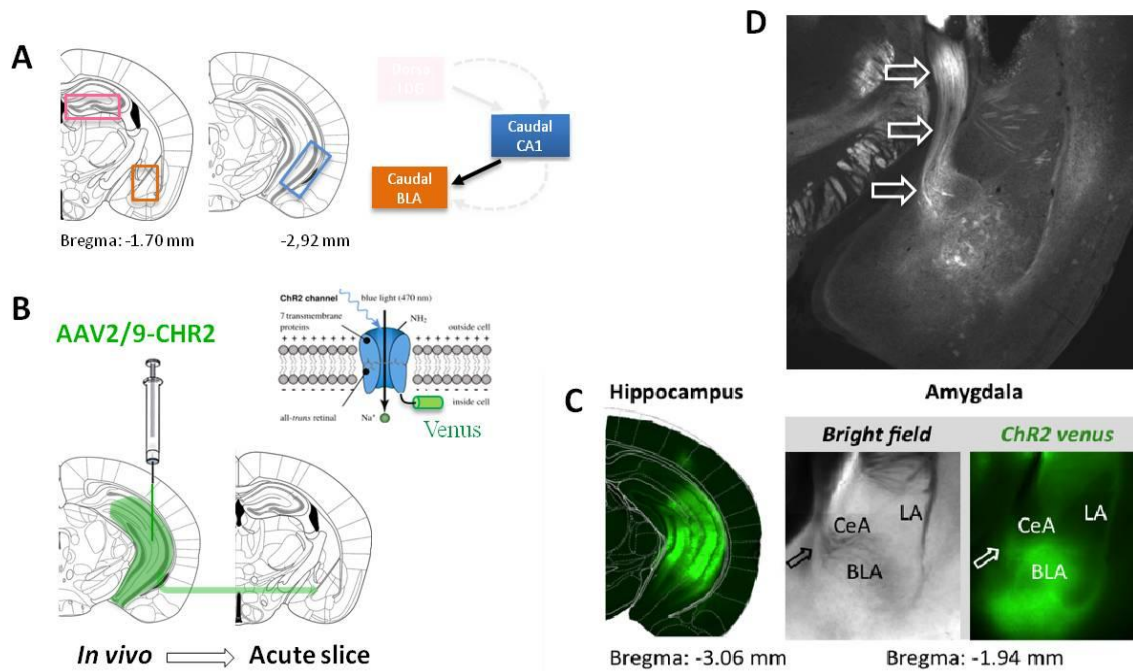 A
Caudal
CA1
Caudal
BLA
Bregma: -1.70 mm
-2,92 mm
B
AAV2/9-CHR2
ChR2 channel
blue light (470 nm)
7 transmembrane
proteins
NH₂
outside cell
+ + + + + + + +
+ + + + + + +
- - - - - - - -
- - - - - - -
inside cell
all-trans retinal
Na⁺
Venus
In vivo
Acute slice
D
C
Hippocampus
Amygdala
Bright field
ChR2 venus
CeA
LA
BLA
CeA
LA
BLA
Bregma: -3.06 mm
Bregma: -1.94 mm